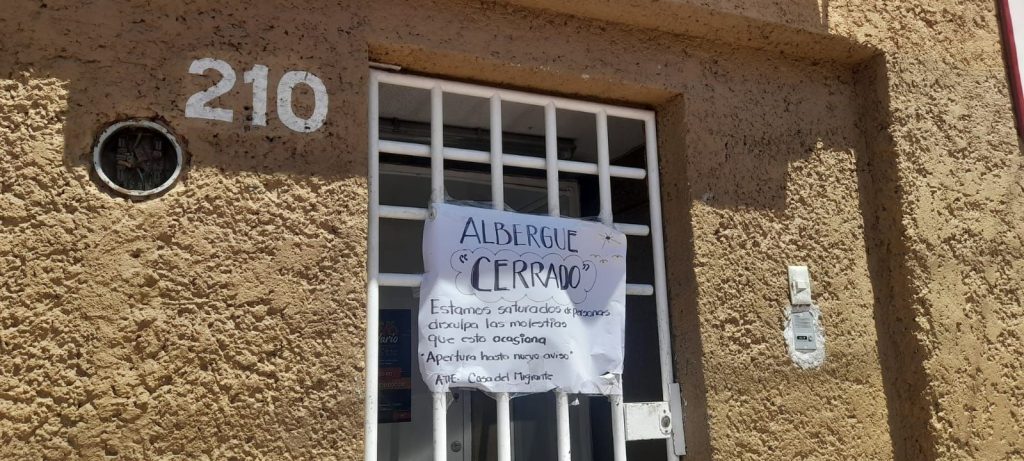 210
ALBERGUE
"CERRADO"
Estamos saturados de personas
disculpa las molestias
que esto ocasiona
"Apertura hasta nuevo aviso"
ATTE: Casa del Migrante